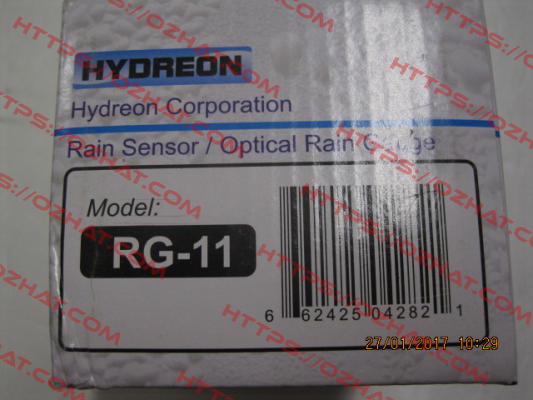 HYDREON
Hydreon Corporation
Rain Sensor / Optical Rain Gauge
Model:
RG-11
6 62425 04282 1
27/01/2017 10:29
HTTPS://OZHAT.COM